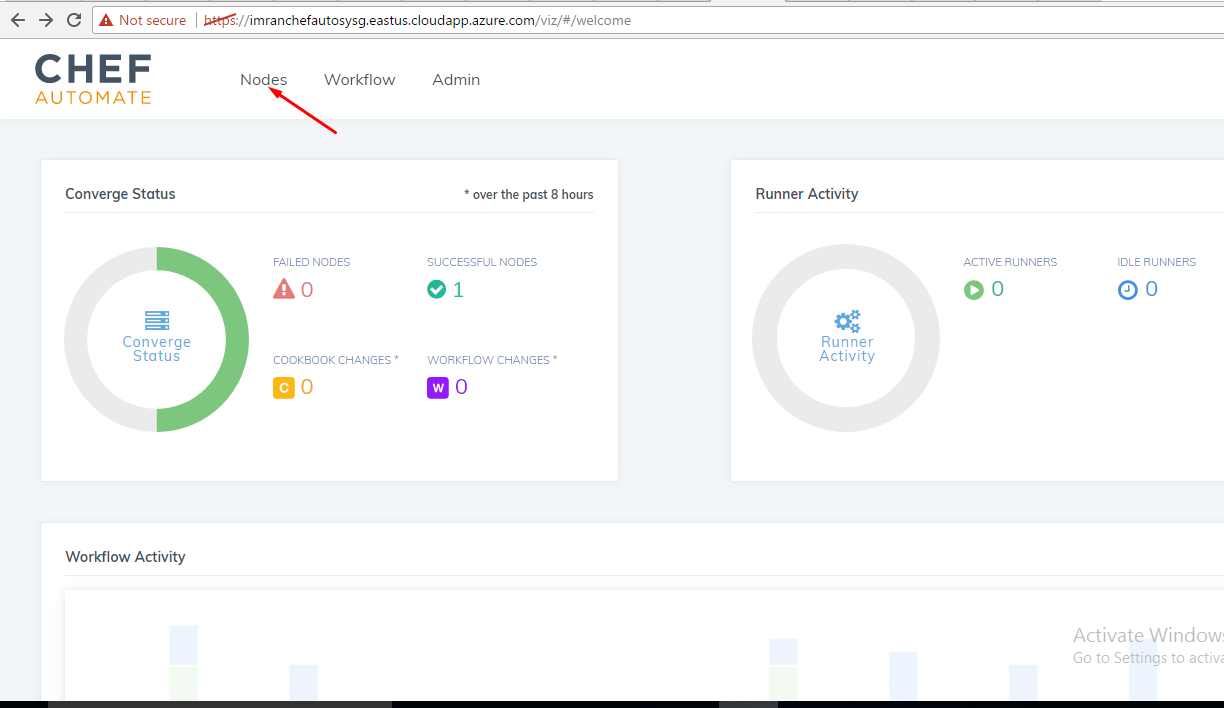 Not secure https://imranchefautosysg.eastus.cloudapp.azure.com/viz/#/welcome
CHEF
AUTOMATE
Nodes Workflow Admin
Converge Status * over the past 8 hours
Converge
Status
FAILED NODES SUCCESSFUL NODES
0 1
COOKBOOK CHANGES * WORKFLOW CHANGES *
C 0 W 0
Runner Activity
Runner
Activity
ACTIVE RUNNERS IDLE RUNNERS
0 0
Workflow Activity
Activate Windows
Go to Settings to activa